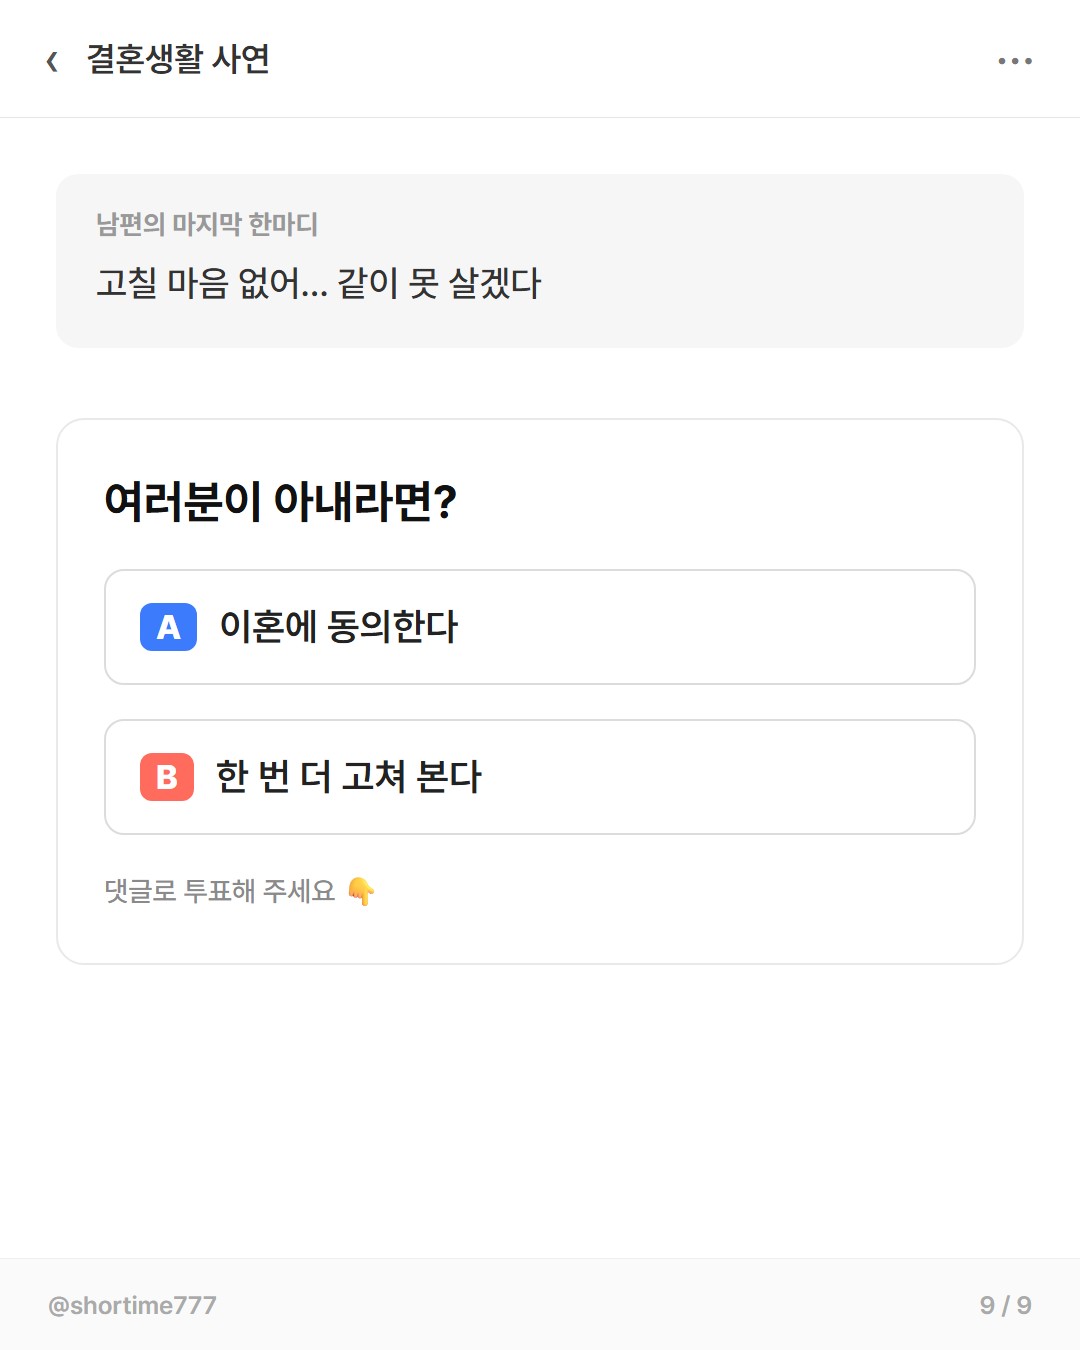 결혼생활 사연
남편의 마지막 한마디
고칠 마음 없어... 같이 못 살겠다
여러분이 아내라면?
A 이혼에 동의한다
B 한 번 더 고쳐 본다
댓글로 투표해 주세요 👇
@shortime777
9 / 9